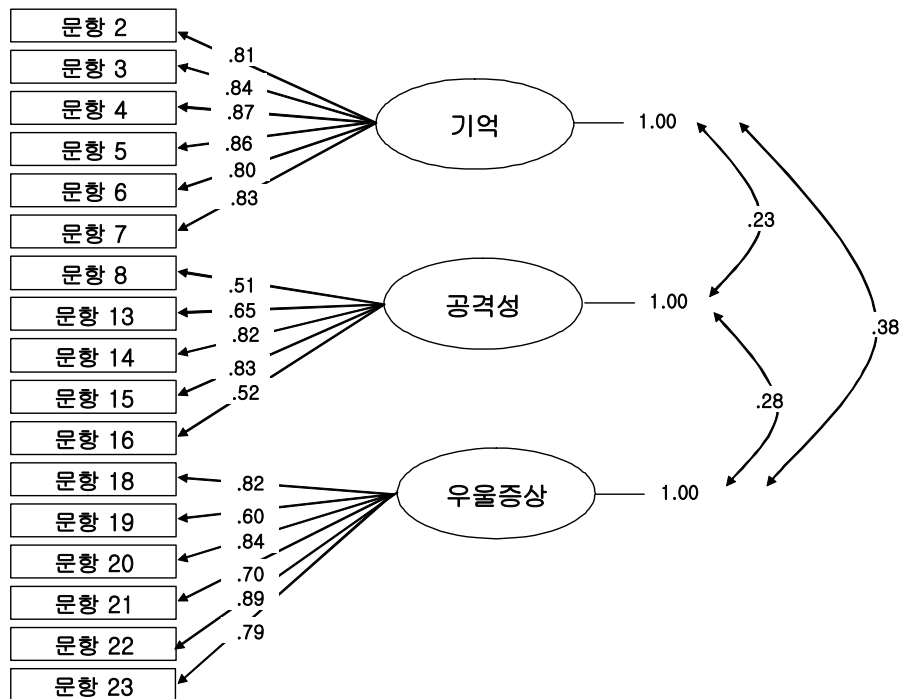 문항 2
문항 3
문항 4
문항 5
문항 6
문항 7
문항 8
문항 13
문항 14
문항 15
문항 16
문항 18
문항 19
문항 20
문항 21
문항 22
문항 23
.81
.84
.87
.86
.80
.83
.51
.65
.82
.83
.52
.82
.60
.84
.70
.89
.79
기억
공격성
우울증상
1.00
1.00
1.00
.23
.28
.38